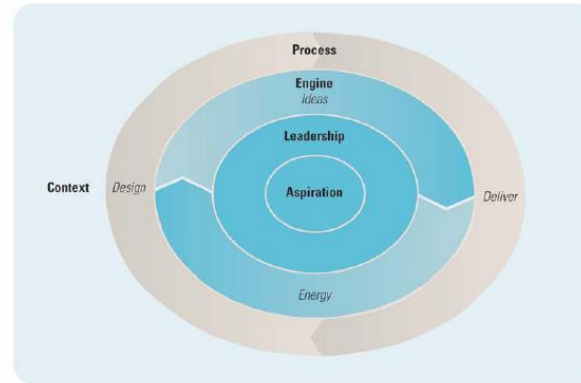 Process
Engine
Ideas
Leadership
Aspiration
Context
Design
Deliver
Energy